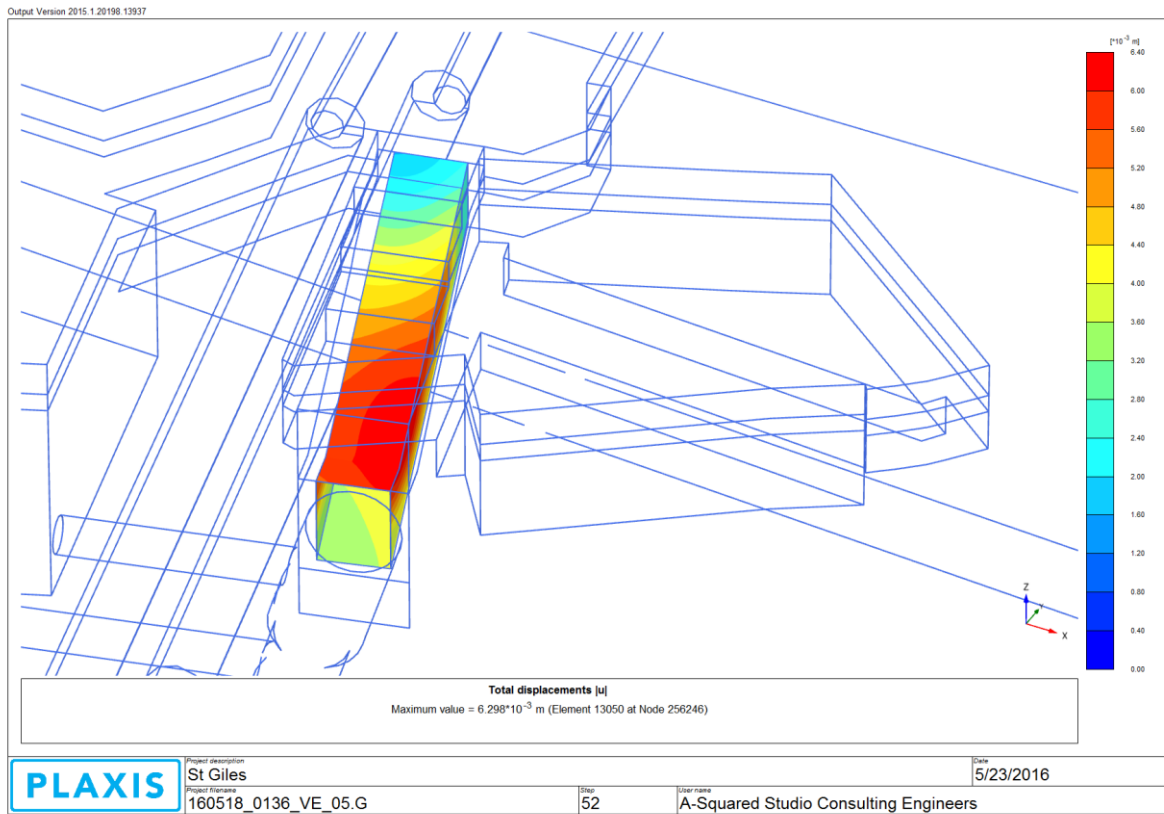 Output Version 2015.1.20198.13937
[*10-3 m]
6.40
6.00
5.60
5.20
4.80
4.40
4.00
3.60
3.20
2.80
2.40
2.00
1.60
1.20
0.80
0.40
0.00
Z
Y
X
Total displacements |u|
Maximum value = 6.298*10-3 m (Element 13050 at Node 256246)
PLAXIS
Project description
St Giles
Date
5/23/2016
Project filename
160518_0136_VE_05.G
Step
52
User name
A-Squared Studio Consulting Engineers